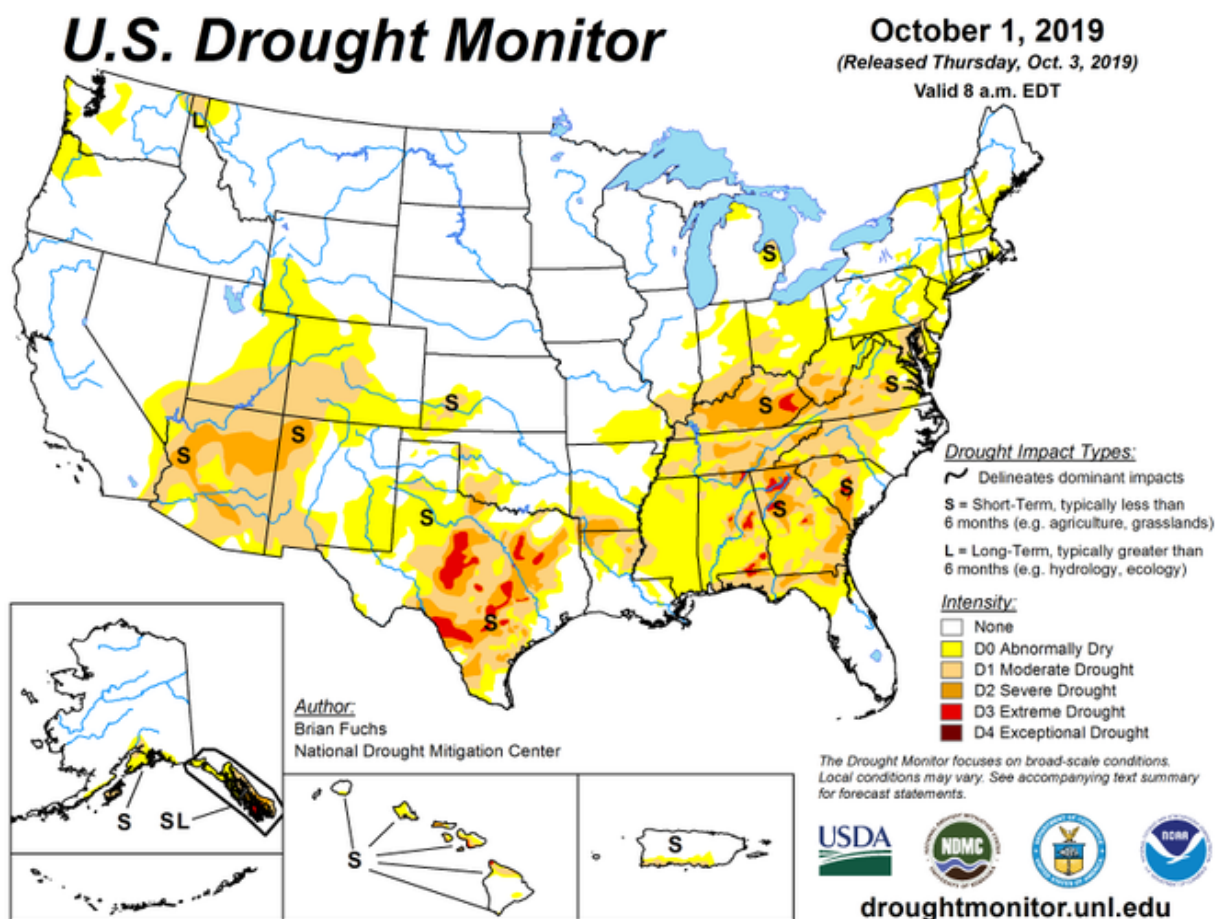 U.S. Drought Monitor
October 1, 2019
(Released Thursday, Oct. 3, 2019)
Valid 8 a.m. EDT
L
S
S
S
S
S
S
S
S
S
S
Drought Impact Types:
Delineates dominant impacts
S = Short-Term, typically less than
6 months (e.g. agriculture, grasslands)
L = Long-Term, typically greater than
6 months (e.g. hydrology, ecology)
Intensity:
None
D0 Abnormally Dry
D1 Moderate Drought
D2 Severe Drought
D3 Extreme Drought
D4 Exceptional Drought
Author:
Brian Fuchs
National Drought Mitigation Center
S
SL
S
S
The Drought Monitor focuses on broad-scale conditions.
Local conditions may vary. See accompanying text summary
for forecast statements.
USDA
NDMC
NOAA
droughtmonitor.unl.edu